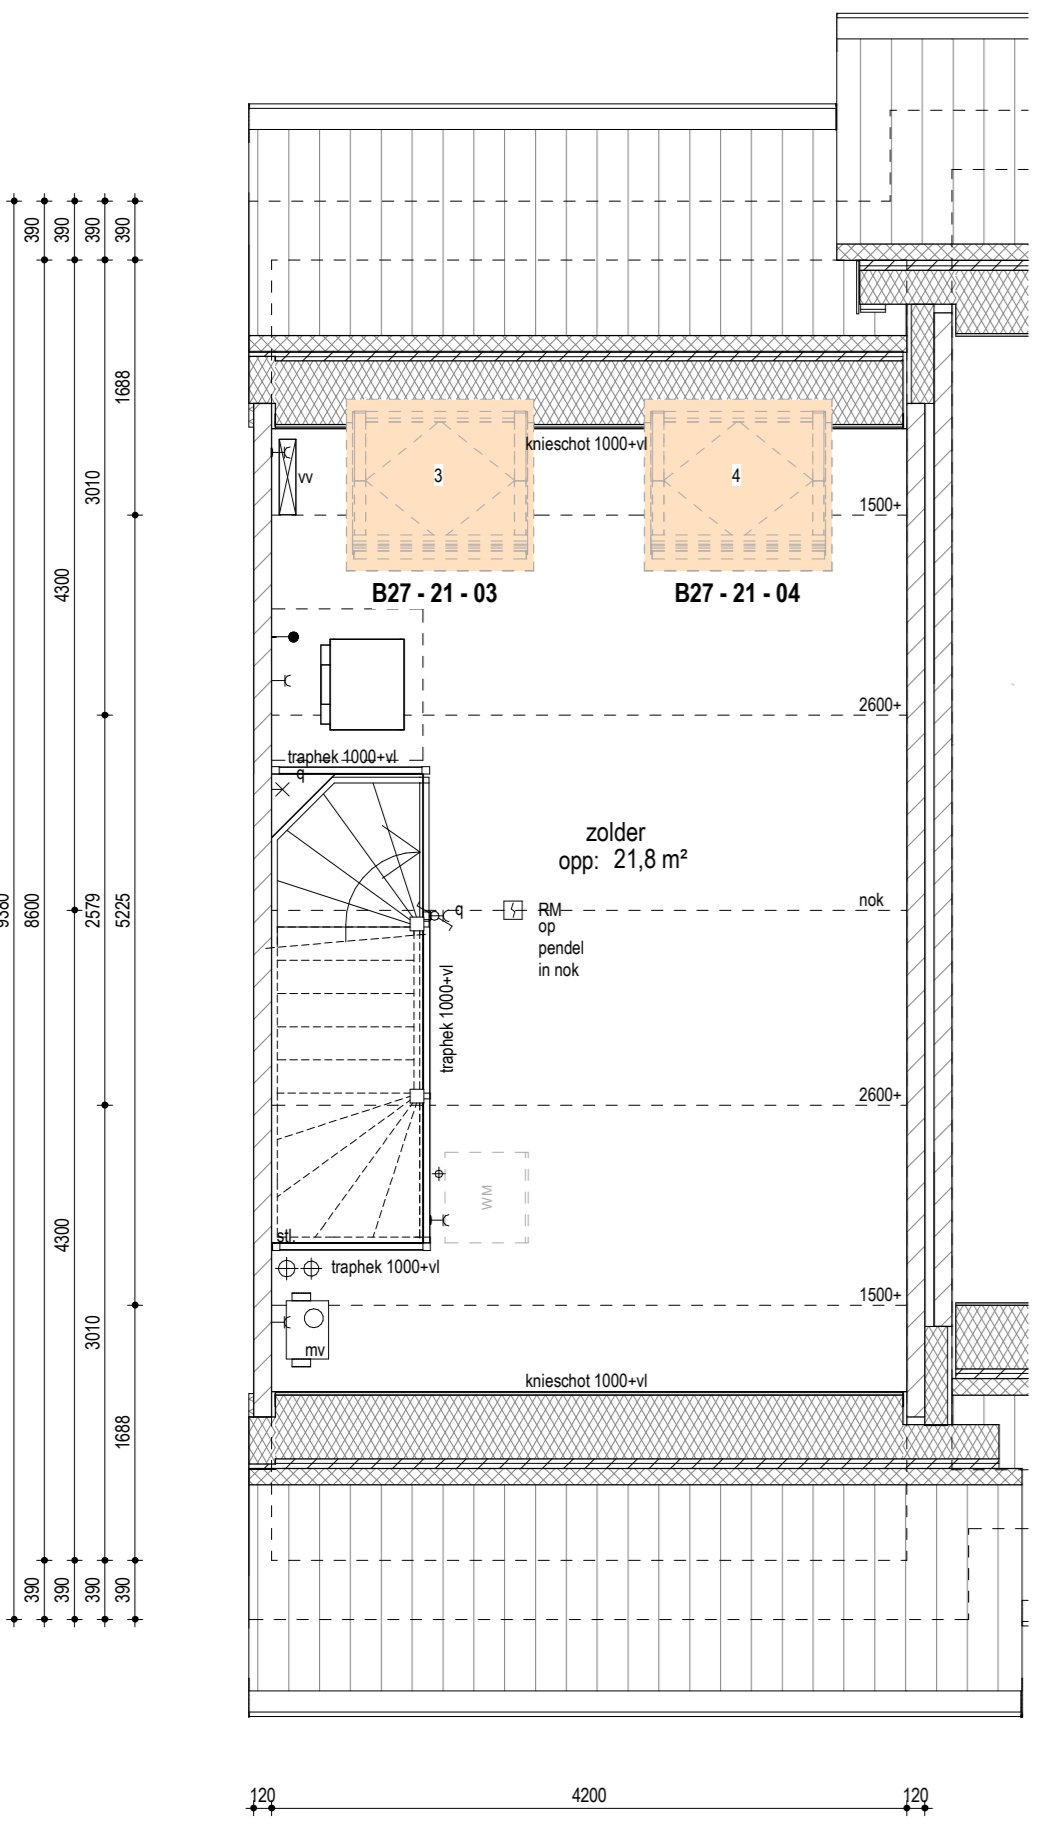 390
390
390
390
1688
3010
4300
9380
8600
2579
5225
4300
3010
1688
390
390
390
390
knieschot 1000+vl
vv
3
4
1500+
B27 - 21 - 03
B27 - 21 - 04
2600+
traphek 1000+vl
q
zolder
opp: 21,8 m²
nok
q
RM
op
pendel
in nok
traphek 1000+vl
2600+
WM
stl.
traphek 1000+vl
1500+
mv
knieschot 1000+vl
120
4200
120